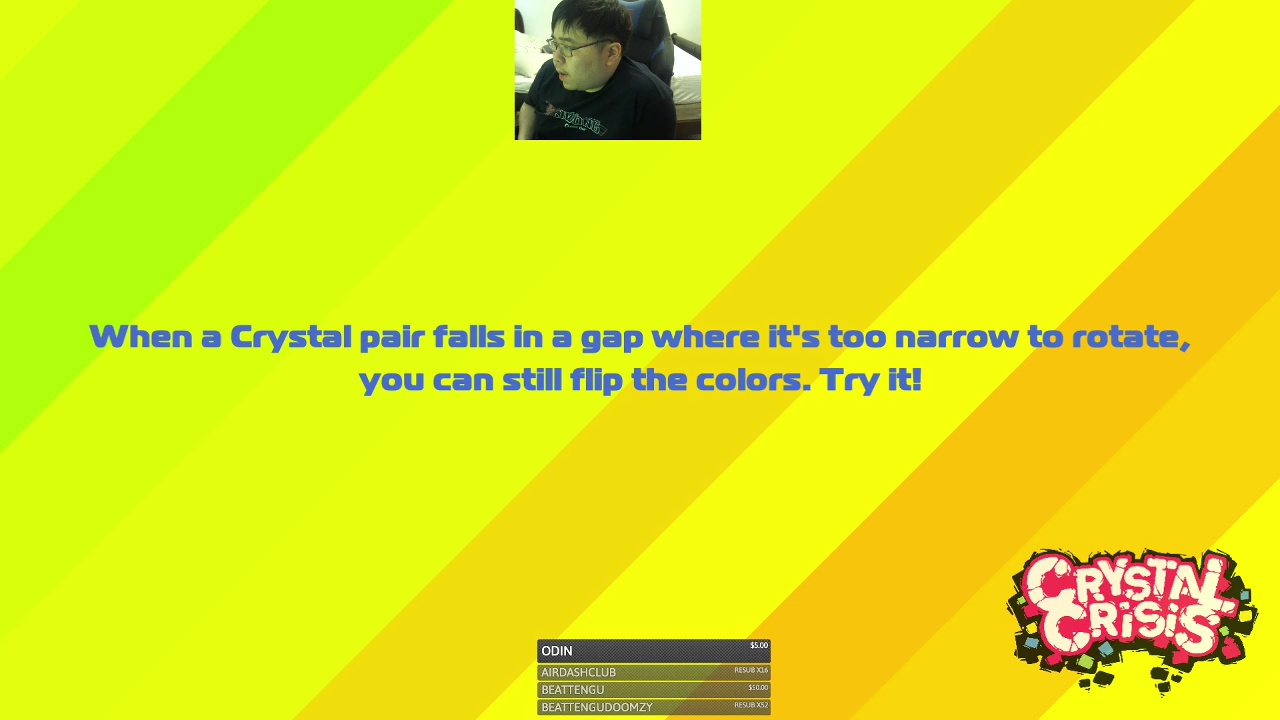 When a Crystal pair falls in a gap where it's too narrow to rotate,
you can still flip the colors. Try it!
CRYSTAL
CRISIS
ODIN $5.00
AIRDASHCLUB RESUB X16
BEATTENGU $50.00
BEATTENGUDOOMZY RESUB X52